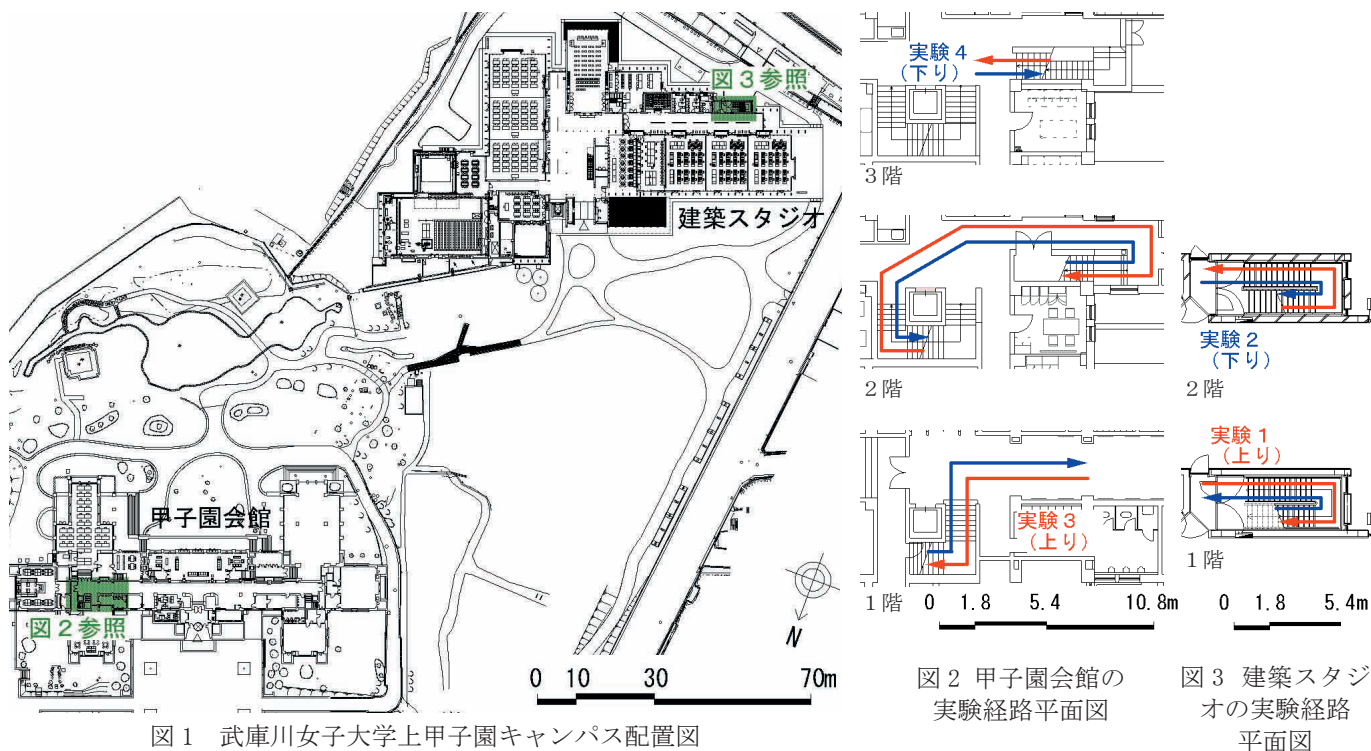 図３参照
建築スタジオ
甲子園会館
図２参照
N
0 10 30 70m
図 1　武庫川女子大学上甲子園キャンパス配置図
実験４
（下り）
３階
２階
実験３
（上り）
１階
0 1.8 5.4 10.8m
図 2 甲子園会館の
実験経路平面図
実験２
（下り）
２階
実験１
（上り）
１階
0 1.8 5.4m
図 3 建築スタジ
オの実験経路
平面図